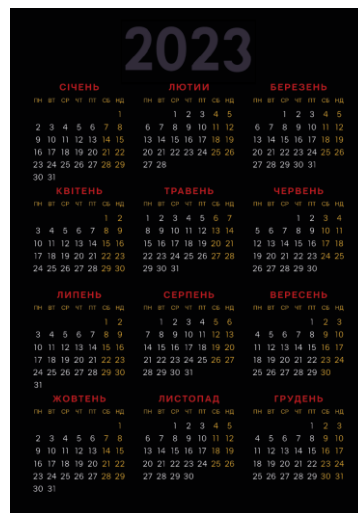 2023
СІЧЕНЬ
ПН ВТ СР ЧТ ПТ СБ НД
1
2 3 4 5 6 7 8
9 10 11 12 13 14 15
16 17 18 19 20 21 22
23 24 25 26 27 28 29
30 31
ЛЮТИИ
ПН ВТ СР ЧТ ПТ СБ НД
1 2 3 4 5
6 7 8 9 10 11 12
13 14 15 16 17 18 19
20 21 22 23 24 25 26
27 28
БЕРЕЗЕНЬ
ПН ВТ СР ЧТ ПТ СБ НД
1 2 3 4 5
6 7 8 9 10 11 12
13 14 15 16 17 18 19
20 21 22 23 24 25 26
27 28 29 30 31
КВІТЕНЬ
ПН ВТ СР ЧТ ПТ СБ НД
1 2
3 4 5 6 7 8 9
10 11 12 13 14 15 16
17 18 19 20 21 22 23
24 25 26 27 28 29 30
ТРАВЕНЬ
ПН ВТ СР ЧТ ПТ СБ НД
1 2 3 4 5 6 7
8 9 10 11 12 13 14
15 16 17 18 19 20 21
22 23 24 25 26 27 28
29 30 31
ЧЕРВЕНЬ
ПН ВТ СР ЧТ ПТ СБ НД
1 2 3 4
5 6 7 8 9 10 11
12 13 14 15 16 17 18
19 20 21 22 23 24 25
26 27 28 29 30
ЛИПЕНЬ
ПН ВТ СР ЧТ ПТ СБ НД
1 2
3 4 5 6 7 8 9
10 11 12 13 14 15 16
17 18 19 20 21 22 23
24 25 26 27 28 29 30
31
СЕРПЕНЬ
ПН ВТ СР ЧТ ПТ СБ НД
1 2 3 4 5 6
7 8 9 10 11 12 13
14 15 16 17 18 19 20
21 22 23 24 25 26 27
28 29 30 31
ВЕРЕСЕНЬ
ПН ВТ СР ЧТ ПТ СБ НД
1 2 3
4 5 6 7 8 9 10
11 12 13 14 15 16 17
18 19 20 21 22 23 24
25 26 27 28 29 30
ЖОВТЕНЬ
ПН ВТ СР ЧТ ПТ СБ НД
1
2 3 4 5 6 7 8
9 10 11 12 13 14 15
16 17 18 19 20 21 22
23 24 25 26 27 28 29
30 31
ЛИСТОПАД
ПН ВТ СР ЧТ ПТ СБ НД
1 2 3 4 5
6 7 8 9 10 11 12
13 14 15 16 17 18 19
20 21 22 23 24 25 26
27 28 29 30
ГРУДЕНЬ
ПН ВТ СР ЧТ ПТ СБ НД
1 2 3
4 5 6 7 8 9 10
11 12 13 14 15 16 17
18 19 20 21 22 23 24
25 26 27 28 29 30 31